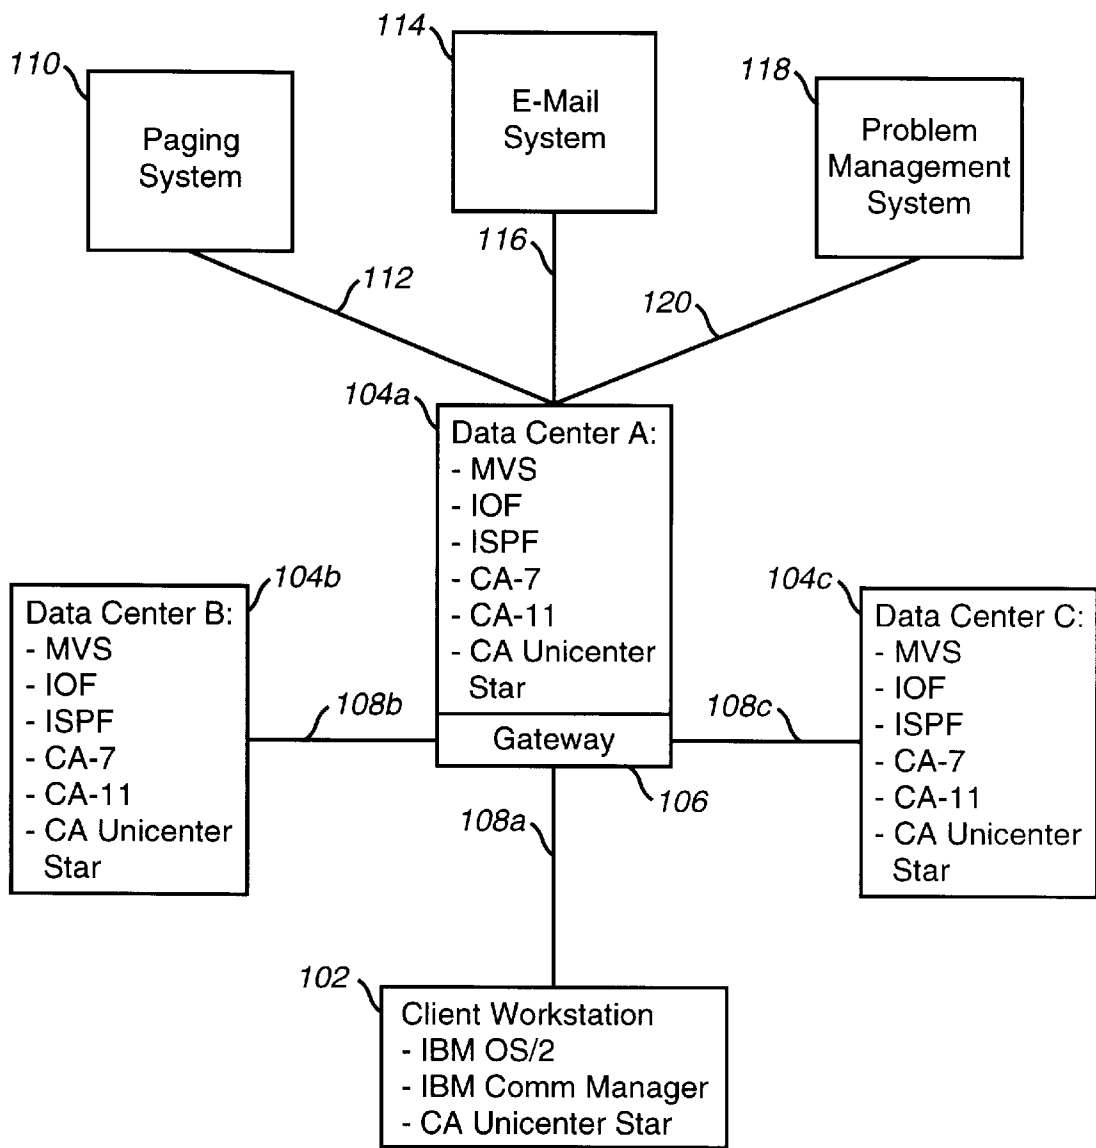 114
110
118
E-Mail
System
Paging
System
Problem
Management
System
116
112
120
104a
Data Center A:
- MVS
- IOF
- ISPF
- CA-7
- CA-11
- CA Unicenter
Star
Gateway
104b
Data Center B:
- MVS
- IOF
- ISPF
- CA-7
- CA-11
- CA Unicenter
Star
104c
Data Center C:
- MVS
- IOF
- ISPF
- CA-7
- CA-11
- CA Unicenter
Star
108b
108c
106
108a
102
Client Workstation
- IBM OS/2
- IBM Comm Manager
- CA Unicenter Star